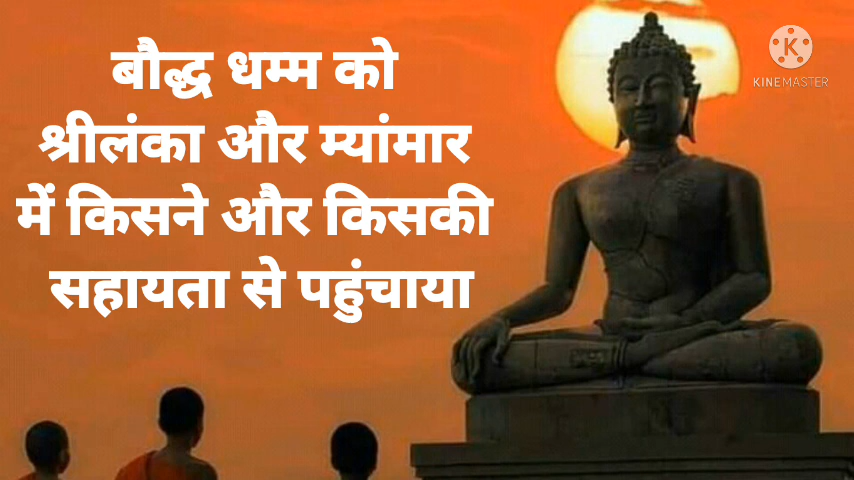 बौद्ध धम्म को
श्रीलंका और म्यांमार
में किसने और किसकी
सहायता से पहुंचाया
K
KINEMASTER